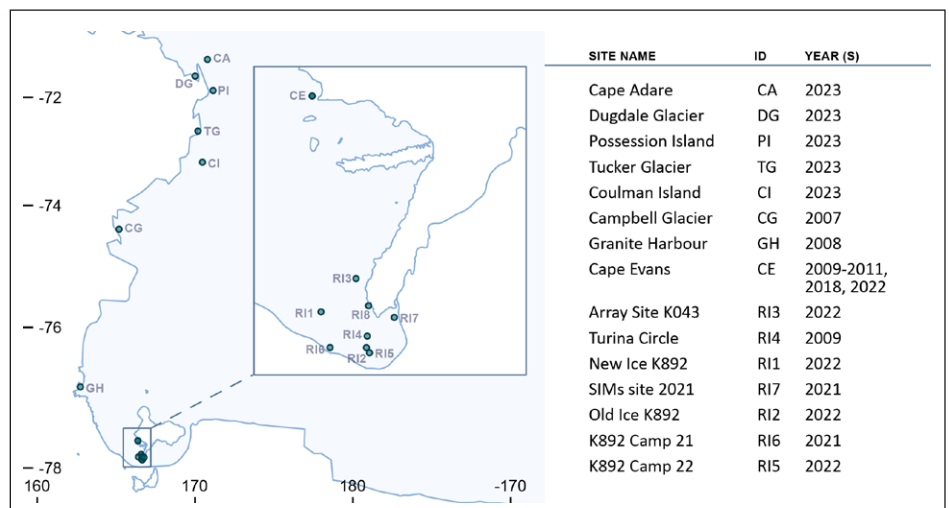 CA
DG
PI
-72
TG
CI
-74
CG
-76
GH
-78
160
170
180
-170
CE
RI3
RI1
RI8
RI7
RI4
RI6
RI2
RI5
SITE NAME ID YEAR (S)
Cape Adare CA 2023
Dugdale Glacier DG 2023
Possession Island PI 2023
Tucker Glacier TG 2023
Coulman Island CI 2023
Campbell Glacier CG 2007
Granite Harbour GH 2008
Cape Evans CE 2009-2011,
2018, 2022
Array Site K043 RI3 2022
Turina Circle RI4 2009
New Ice K892 RI1 2022
SIMs site 2021 RI7 2021
Old Ice K892 RI2 2022
K892 Camp 21 RI6 2021
K892 Camp 22 RI5 2022